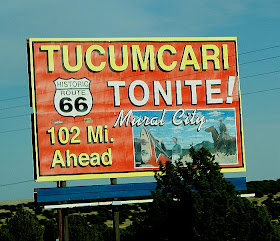 TUCUMCARI
HISTORIC
ROUTE
66
TONITE!
Mural City
102 Mi.
Ahead